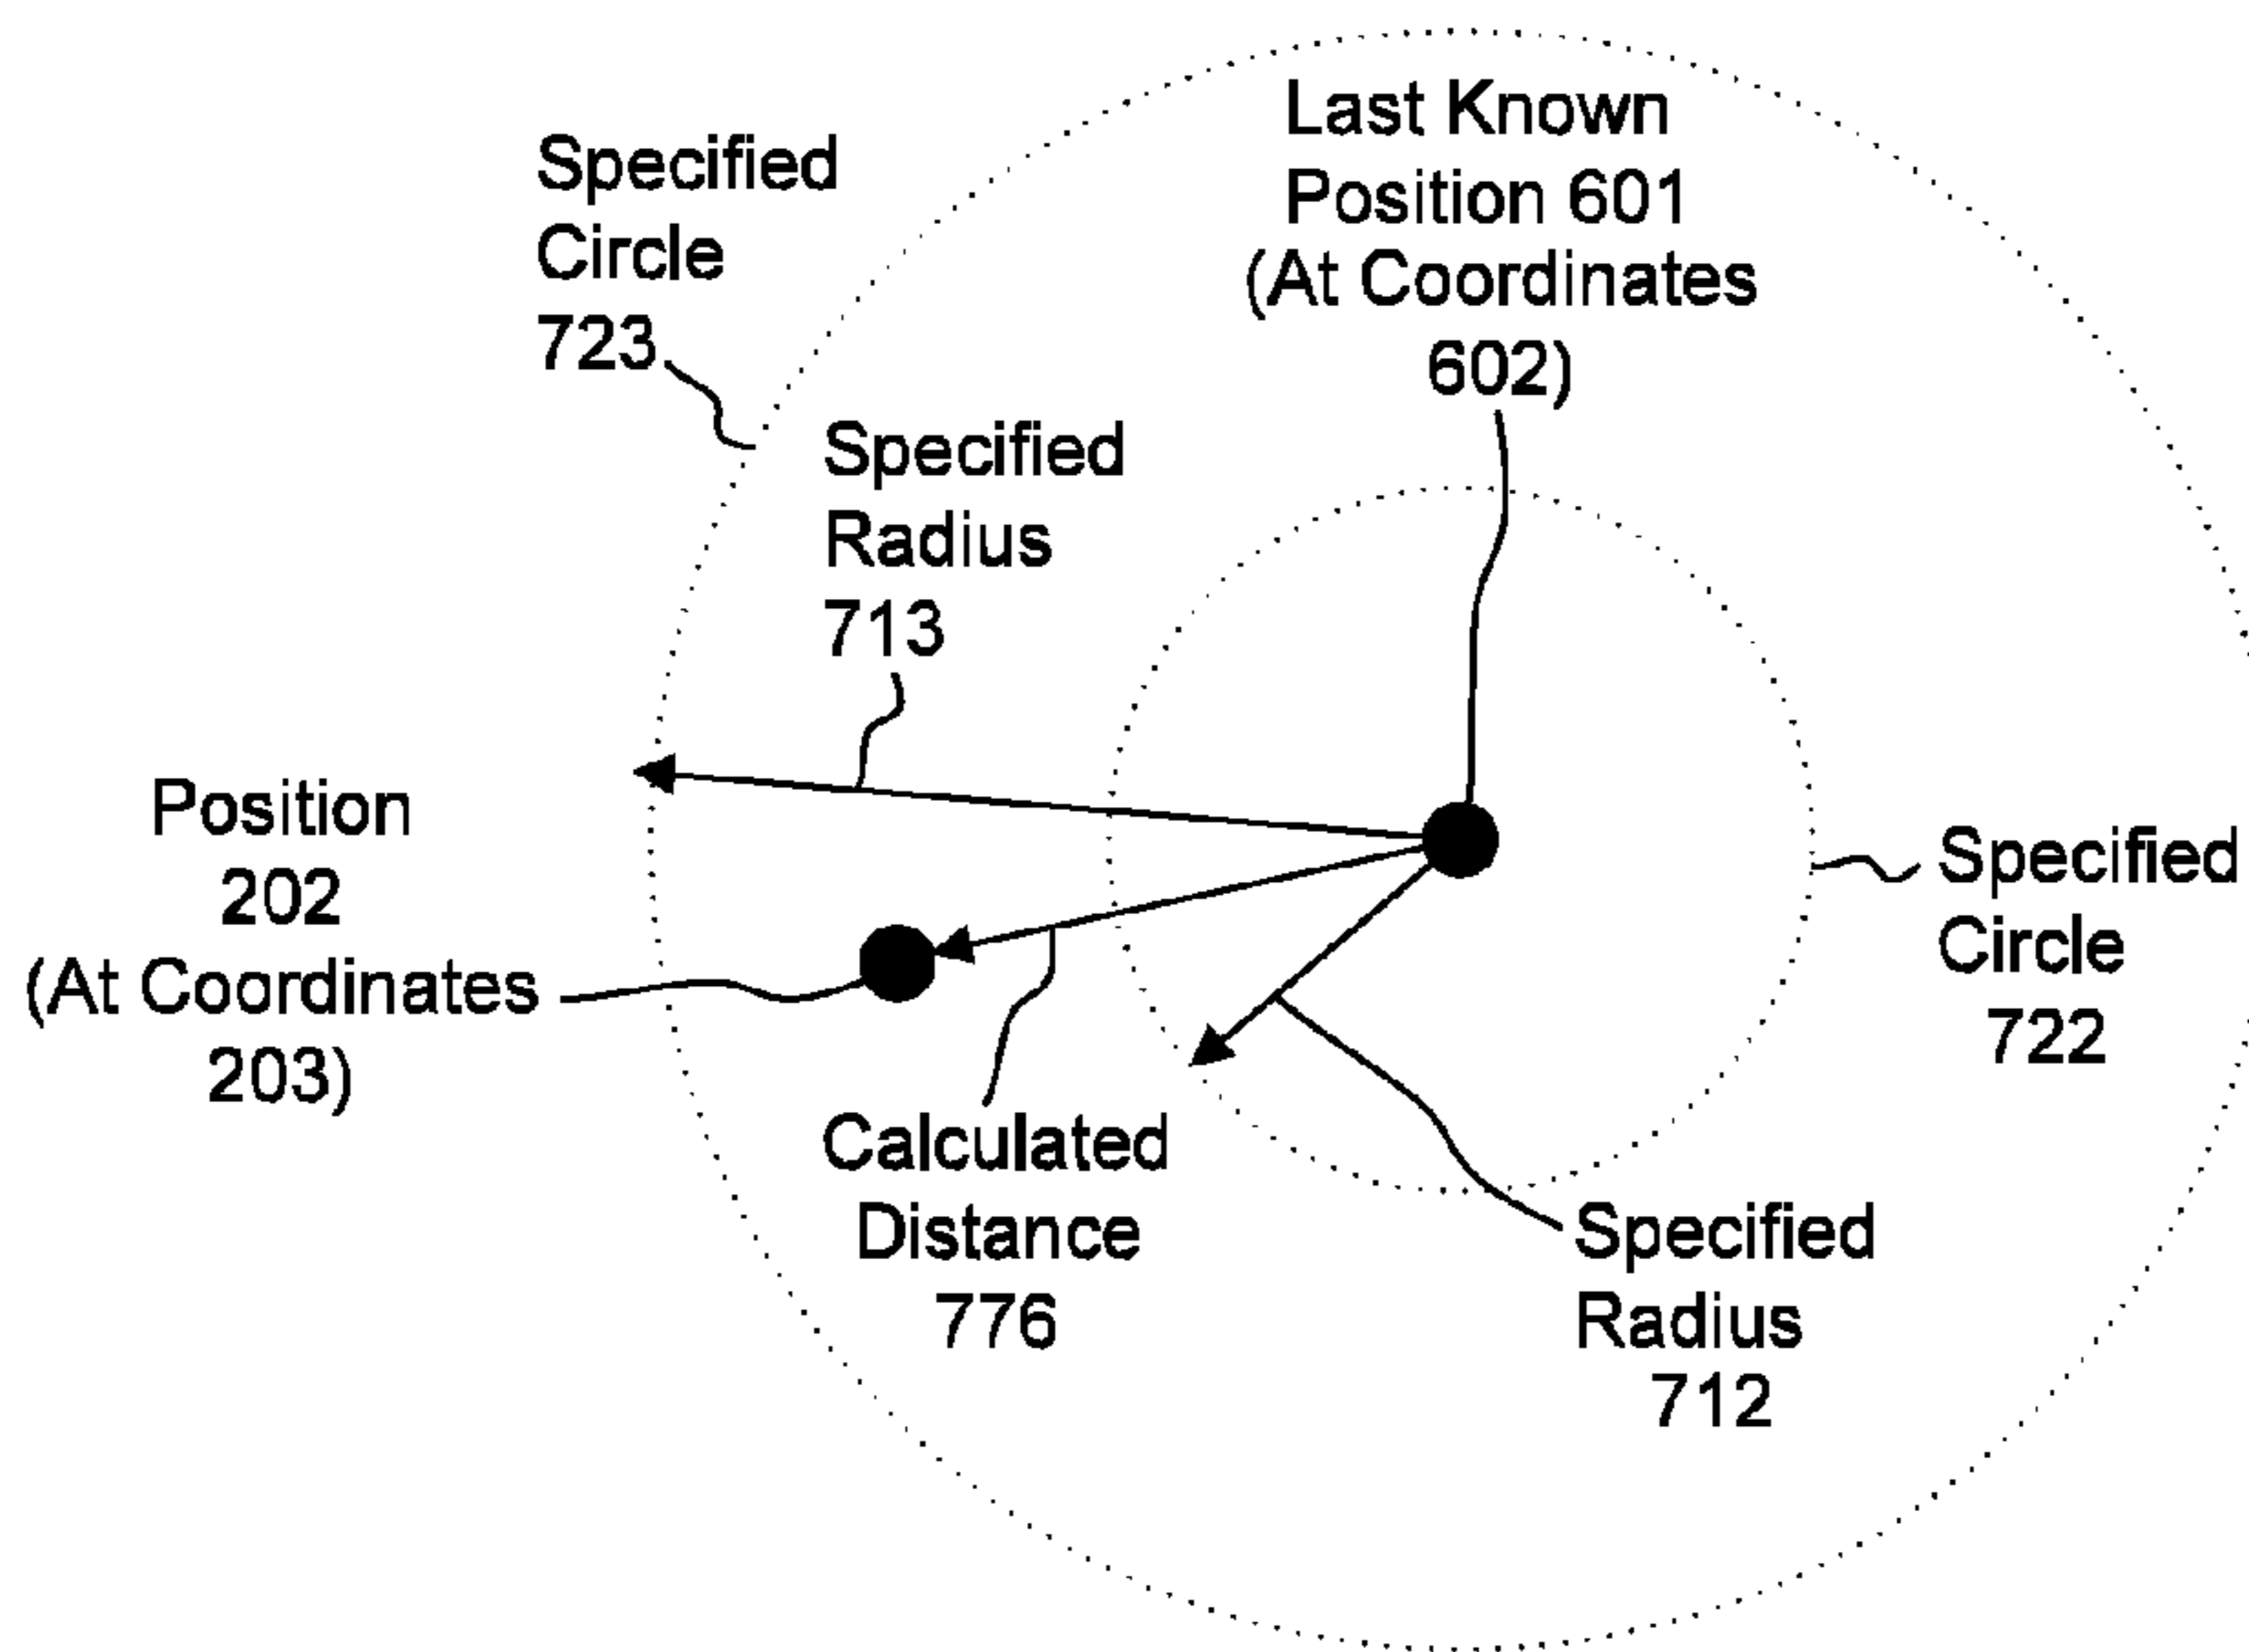 Last Known
Position 601
(At Coordinates
602)
Specified
Circle
723
Specified
Radius
713
Position
202
(At Coordinates
203)
Specified
Circle
722
Calculated
Distance
776
Specified
Radius
712